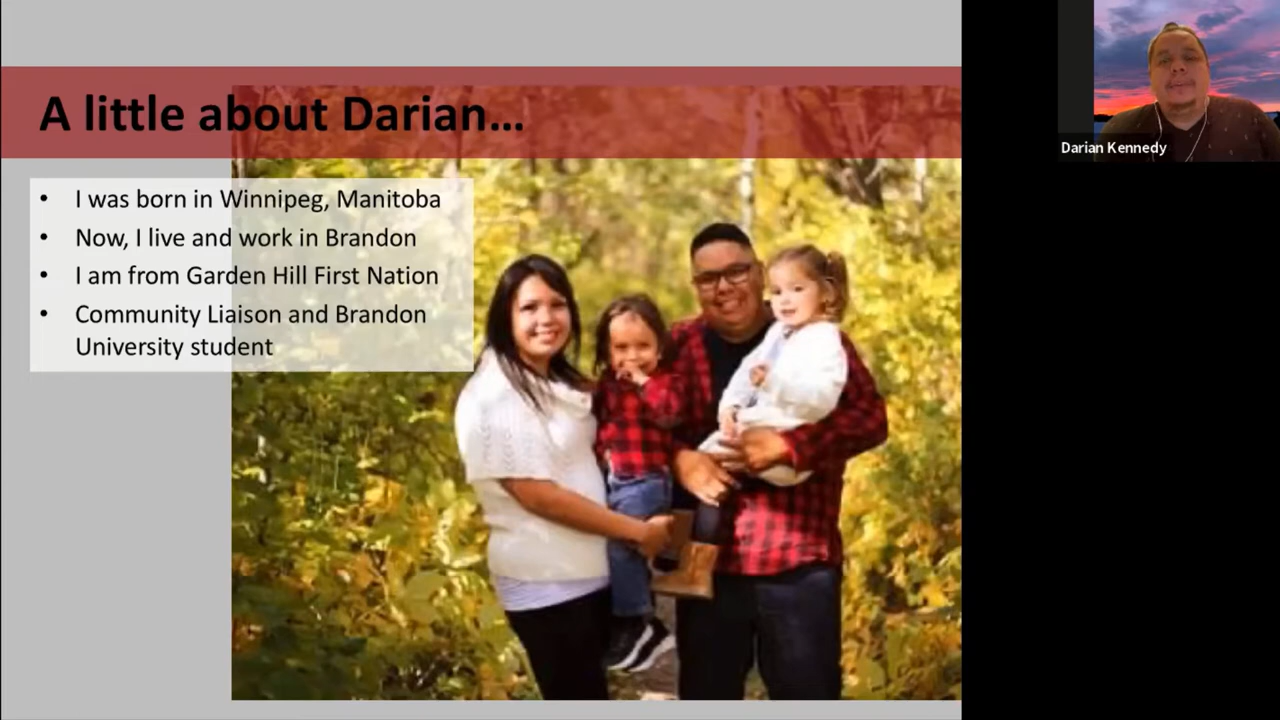 A little about Darian...
• I was born in Winnipeg, Manitoba
• Now, I live and work in Brandon
• I am from Garden Hill First Nation
• Community Liaison and Brandon
University student
Darian Kennedy